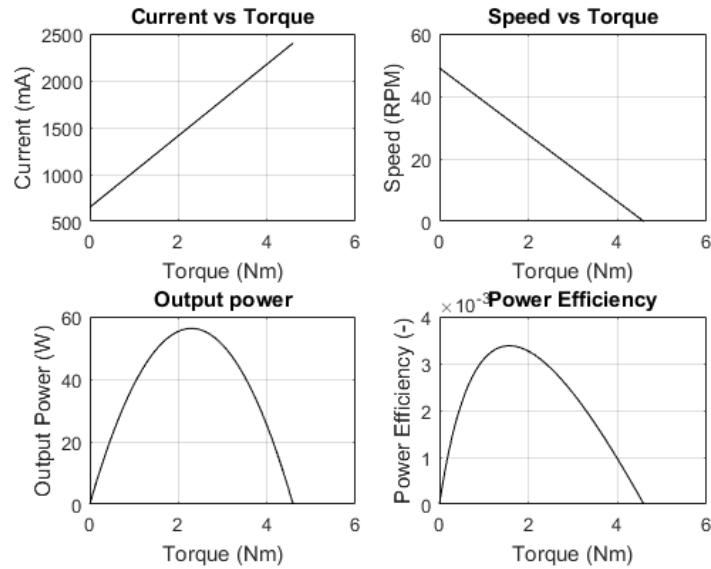 Current vs Torque
2500
2000
1500
1000
500
Current (mA)
0 2 4 6
Torque (Nm)
Speed vs Torque
60
40
20
0
Speed (RPM)
0 2 4 6
Torque (Nm)
Output power
60
40
20
0
Output Power (W)
0 2 4 6
Torque (Nm)
×10⁻³
Power Efficiency
4
3
2
1
0
Power Efficiency (-)
0 2 4 6
Torque (Nm)